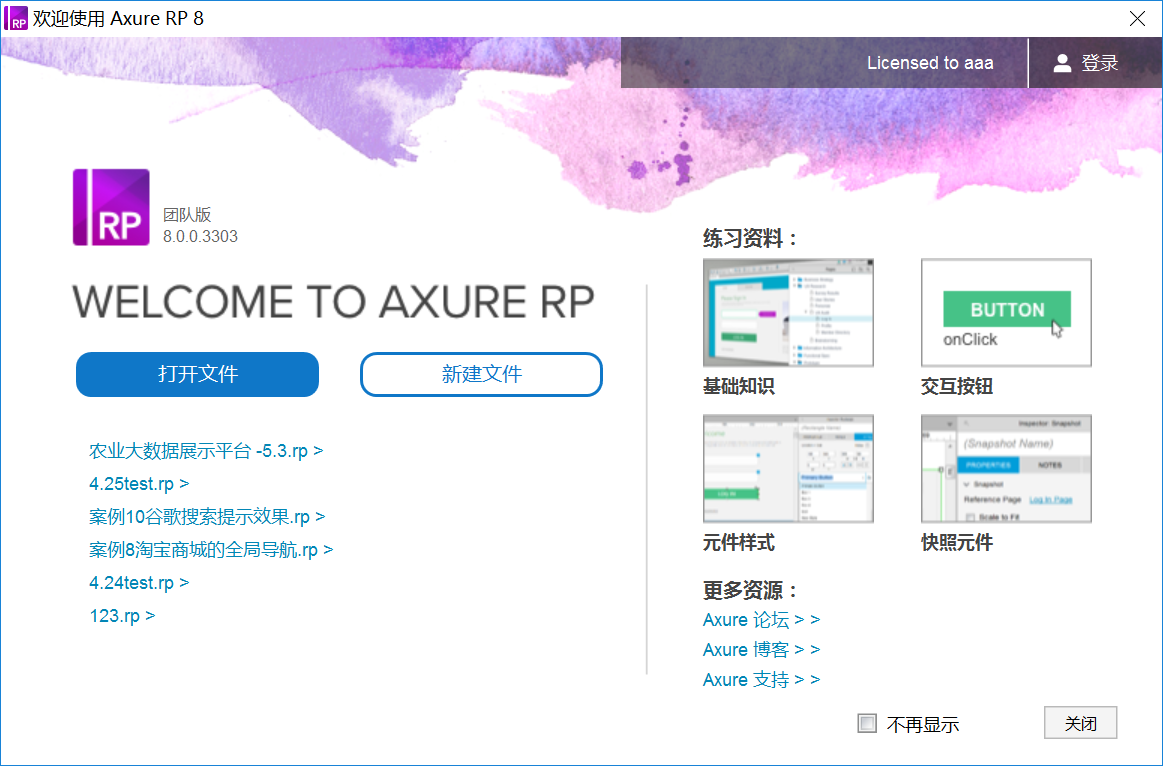 RP 欢迎使用 Axure RP 8
Licensed to aaa
登录
RP
团队版
8.0.0.3303
WELCOME TO AXURE RP
打开文件
新建文件
农业大数据展示平台 -5.3.rp >
4.25test.rp >
案例10谷歌搜索提示效果.rp >
案例8淘宝商城的全局导航.rp >
4.24test.rp >
123.rp >
练习资料：
基础知识
BUTTON
onClick
交互按钮
元件样式
Inspector: Snapshot
(Snapshot Name)
PROPERTIES
NOTES
Snapshot
Reference Page Log In Page
Scale to Fit
快照元件
更多资源：
Axure 论坛 > >
Axure 博客 > >
Axure 支持 > >
不再显示
关闭